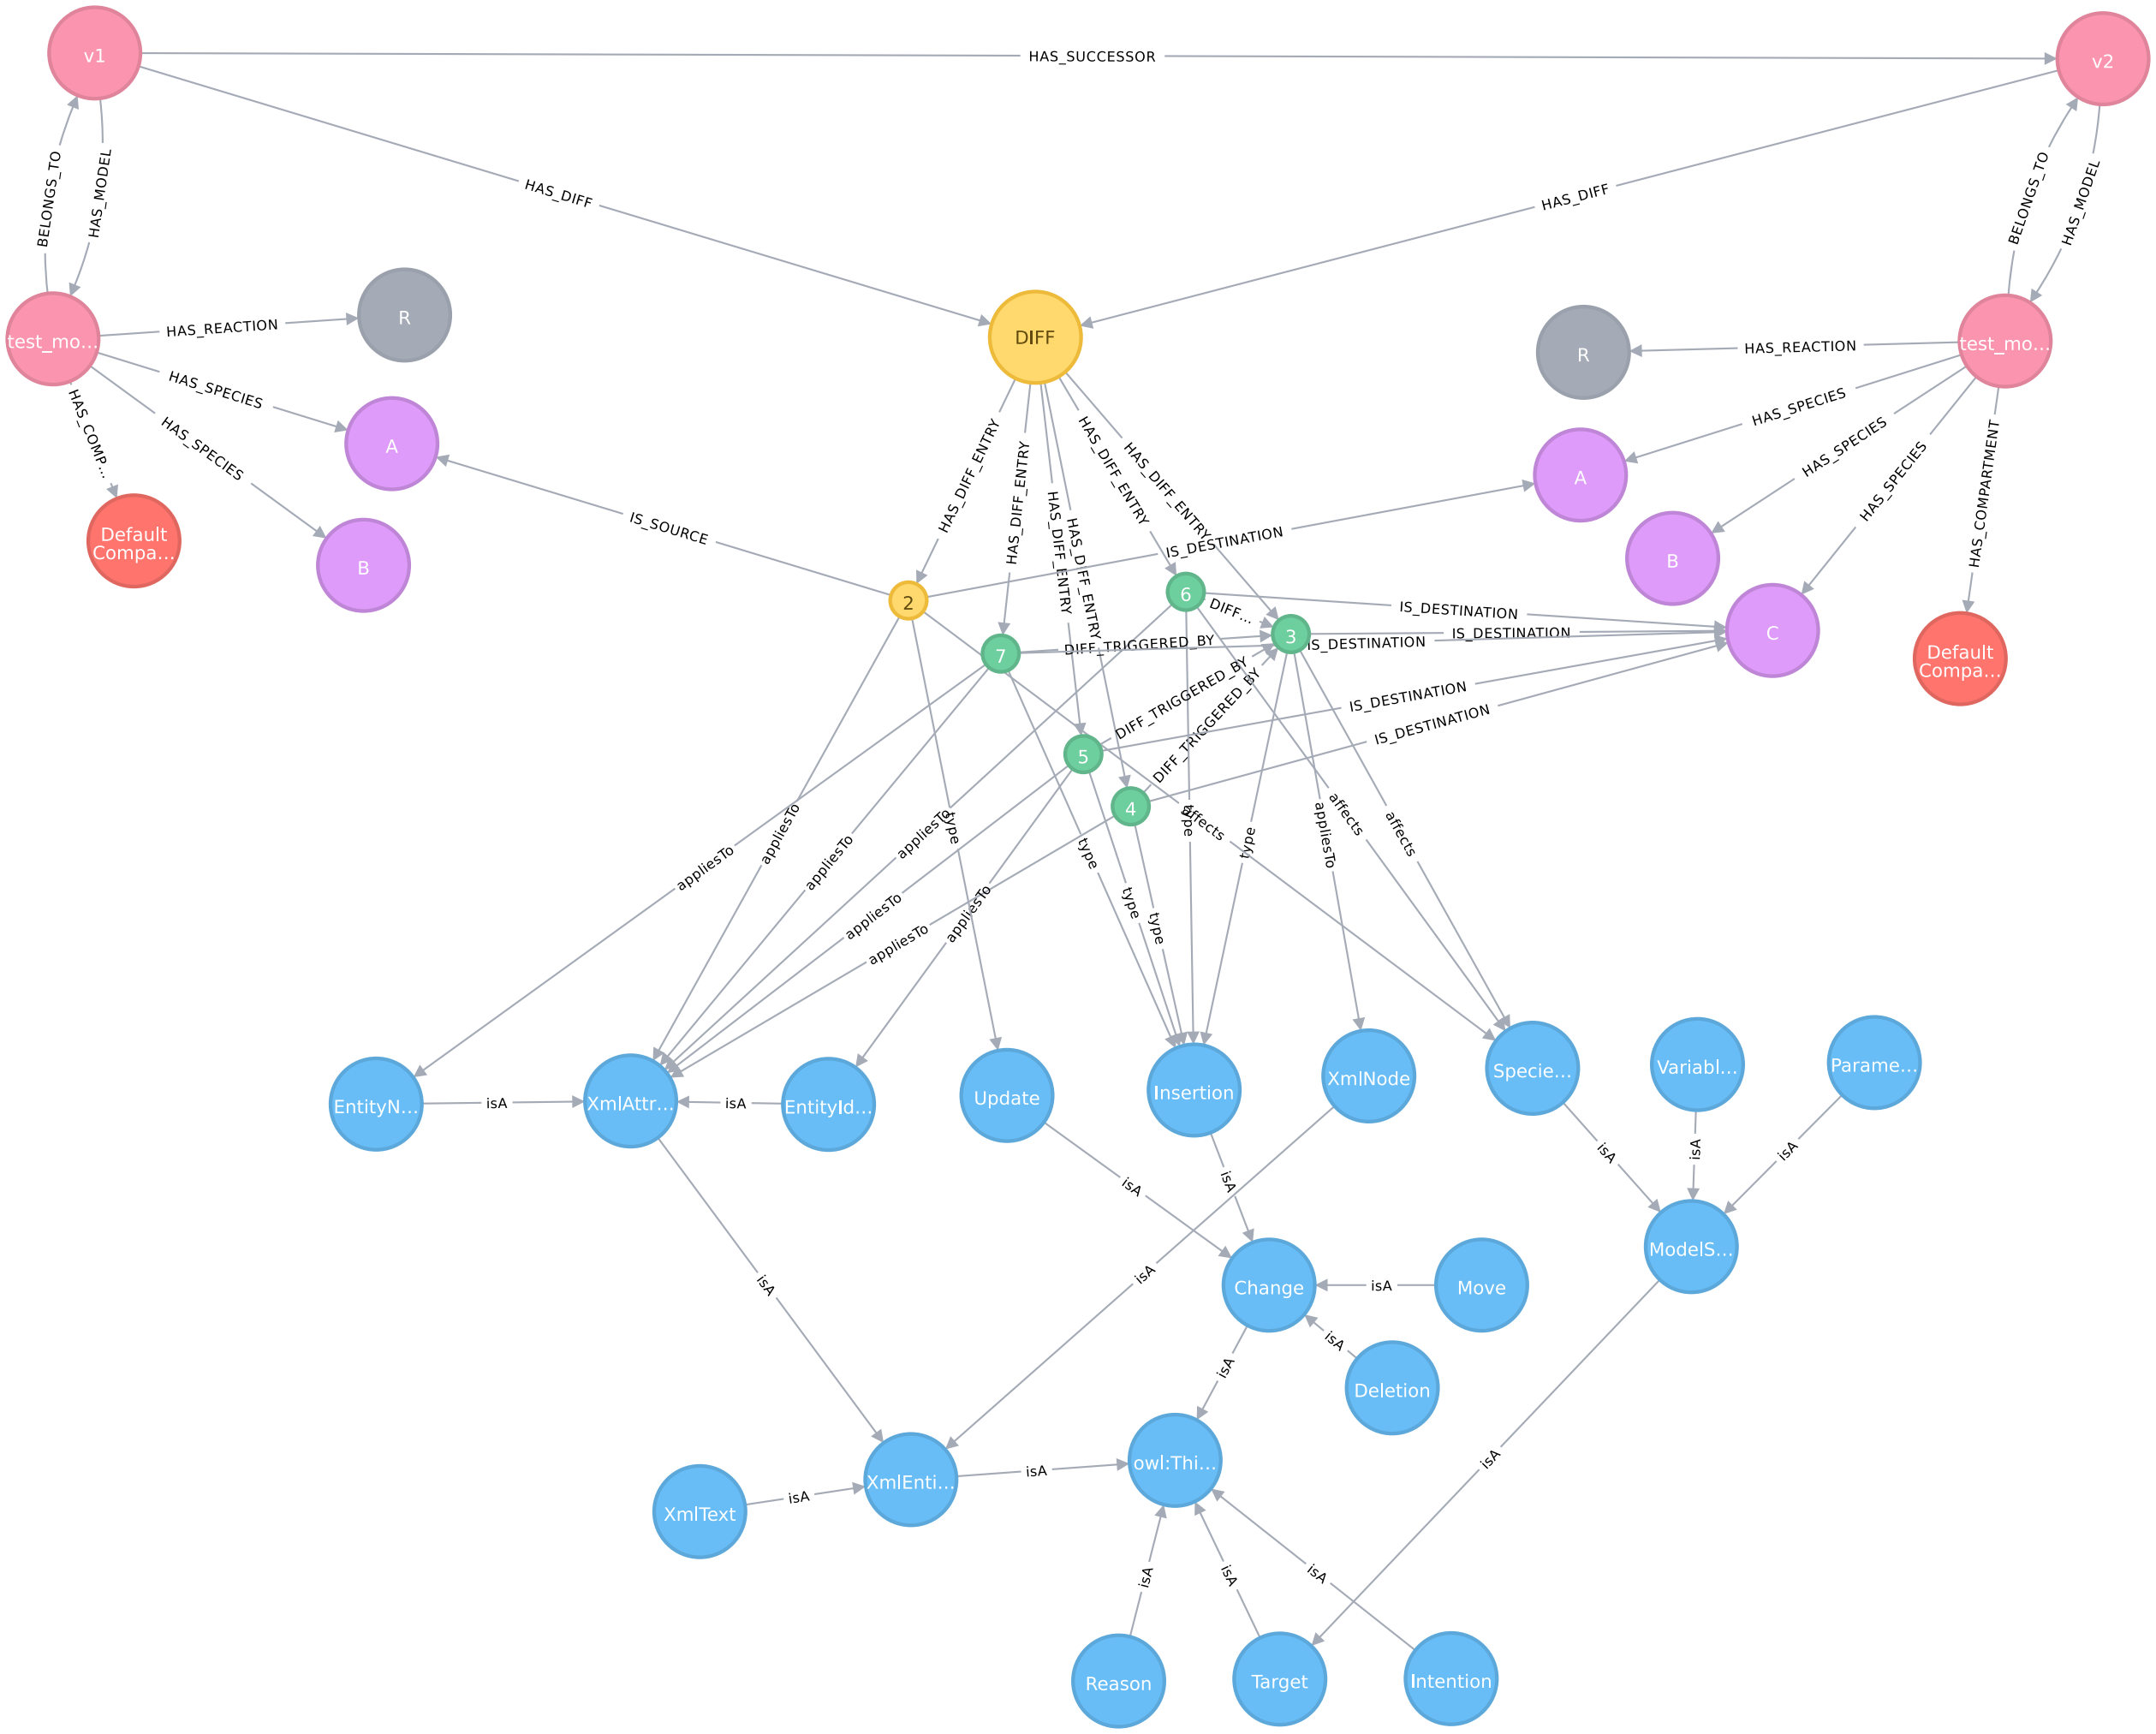 v1
HAS_SUCCESSOR
v2
BELONGS_TO
HAS_MODEL
HAS_DIFF
HAS_DIFF
BELONGS_TO
HAS_MODEL
test_mo...
HAS_REACTION
R
DIFF
R
HAS_REACTION
test_mo...
HAS_SPECIES
A
HAS_COMP ...
HAS_SPECIES
Default
Compa...
B
HAS_SPECIES
A
HAS_SPECIES
B
HAS_SPECIES
C
HAS_COMPARTMENT
Default
Compa...
HAS_DIFF_ENTRY
HAS_DIFF_ENTRY
HAS_DIFF_ENTRY
HAS_DIFF_ENTRY
HAS_DIFF_ENTRY
HAS_DIFF_ENTRY
IS_SOURCE
IS_DESTINATION
2
6
DIFF...
3
7
DIFF_TRIGGERED_BY
IS_DESTINATION
IS_DESTINATION
IS_DESTINATION
DIFF_TRIGGERED_BY
5
IS_DESTINATION
DIFF_TRIGGERED_BY
4
IS_DESTINATION
appliesTo
appliesTo
appliesTo
appliesTo
type
type
type
affects
affects
type
appliesTo
affects
appliesTo
appliesTo
appliesTo
type
type
EntityN...
isA
XmlAttr...
isA
EntityId...
Update
Insertion
XmlNode
Specie...
Variabl...
Parame...
isA
isA
isA
isA
isA
isA
isA
ModelS...
Change
isA
Move
isA
Deletion
isA
isA
XmlText
isA
XmlEnti...
isA
owl:Thi...
isA
isA
isA
Reason
Target
Intention